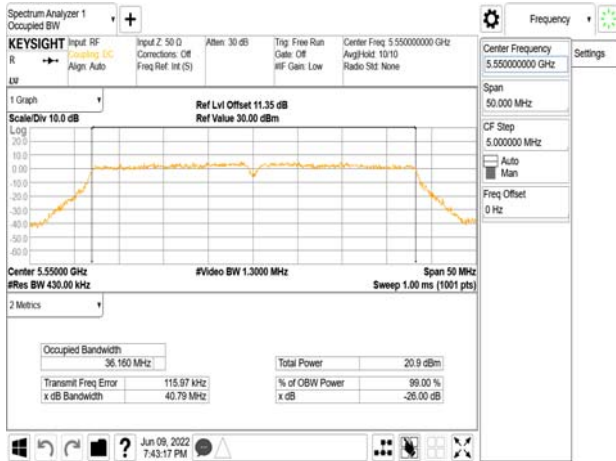 Spectrum Analyzer 1
Occupied BW
Frequency
KEYSIGHT
Input: RF
Coupling: DC
Align: Auto
Input Z: 50 Ω
Corrections: Off
Freq Ref: Int (S)
Atten: 30 dB
Trig: Free Run
Gate: Off
#IF Gain: Low
Center Freq: 5.550000000 GHz
Avg|Hold: 10/10
Radio Std: None
R
LXI
Center Frequency
5.550000000 GHz
Settings
Span
50.000 MHz
CF Step
5.000000 MHz
Auto
Man
Freq Offset
0 Hz
1 Graph
Ref Lvl Offset 11.35 dB
Scale/Div 10.0 dB
Ref Value 30.00 dBm
Log
20.0
10.0
0.00
-10.0
-20.0
-30.0
-40.0
-50.0
-60.0
Center 5.55000 GHz
#Video BW 1.3000 MHz
Span 50 MHz
#Res BW 430.00 kHz
Sweep 1.00 ms (1001 pts)
2 Metrics
Occupied Bandwidth
36.160 MHz
Total Power 20.9 dBm
Transmit Freq Error 115.97 kHz
% of OBW Power 99.00 %
x dB Bandwidth 40.79 MHz
x dB -26.00 dB
?
Jun 09, 2022
7:43:17 PM